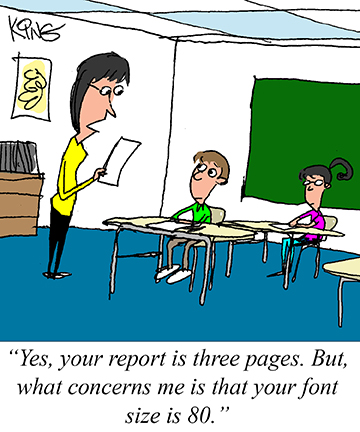 KING
“Yes, your report is three pages. But,
what concerns me is that your font
size is 80.”